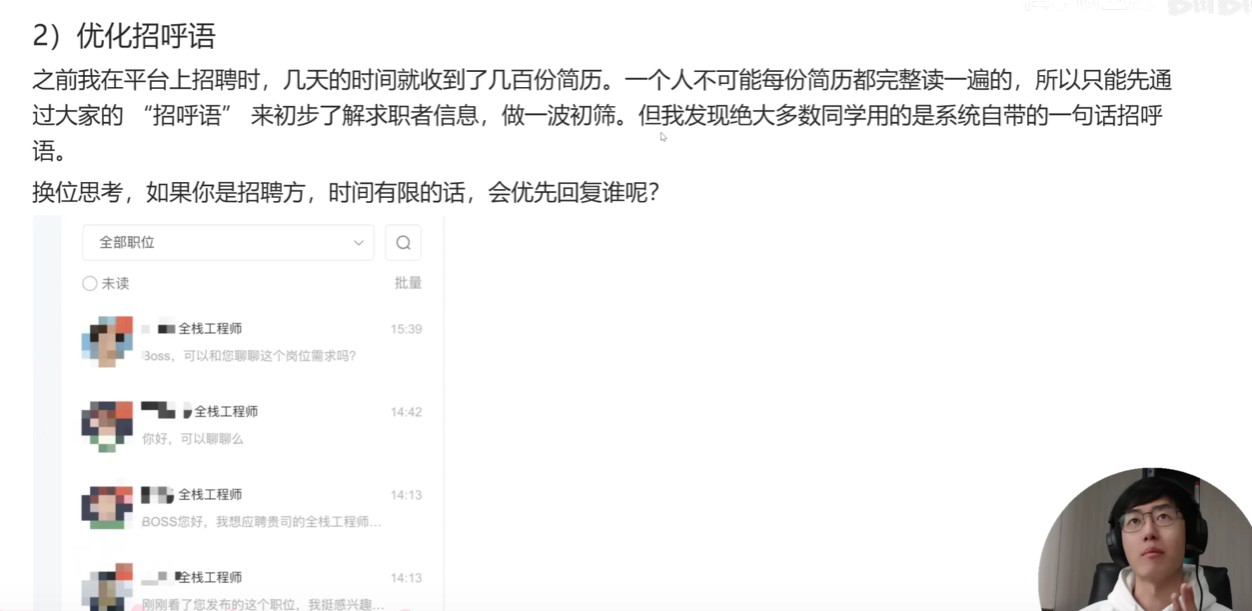 2）优化招呼语
之前我在平台上招聘时，几天的时间就收到了几百份简历。一个人不可能每份简历都完整读一遍的，所以只能先通
过大家的 “招呼语” 来初步了解求职者信息，做一波初筛。但我发现绝大多数同学用的是系统自带的一句话招呼
语。
换位思考，如果你是招聘方，时间有限的话，会优先回复谁呢？
全部职位
未读 批量
全栈工程师 15:39
Boss，可以和您聊聊这个岗位需求吗?
全栈工程师 14:42
你好，可以聊聊么
全栈工程师 14:13
BOSS您好，我想应聘贵司的全栈工程师...
全栈工程师 14:13
刚刚看了您发布的这个职位，我挺感兴趣...